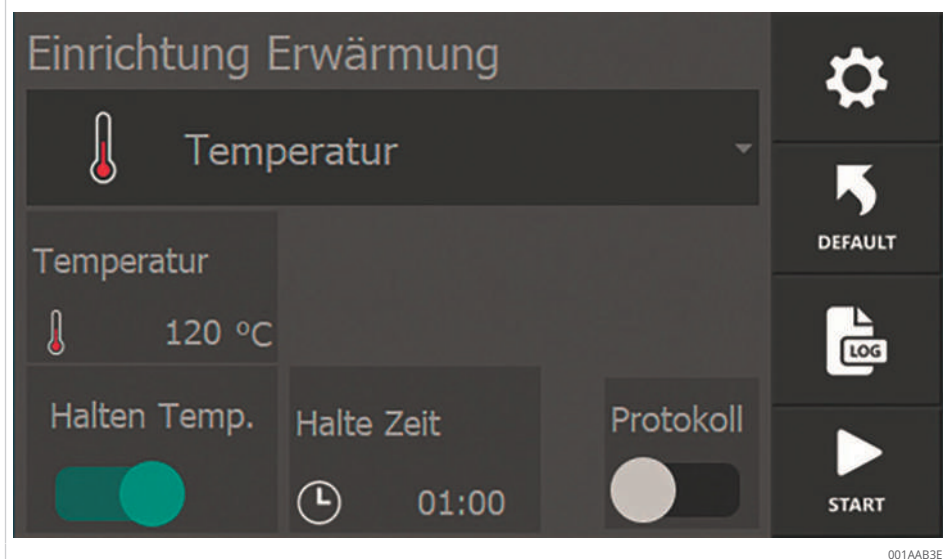 Einrichtung Erwärmung
Temperatur
DEFAULT
Temperatur
120 °C
LOG
Halten Temp.
Halte Zeit
Protokoll
01:00
START
001AAB3E